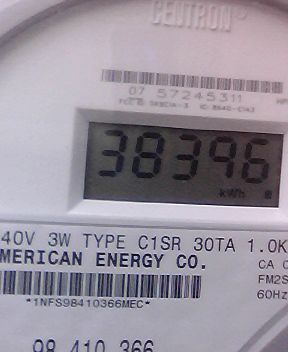 CENTRON
07 57245311
38396
kWh
40V 3W TYPE C1SR 30TA 1.0K
MERICAN ENERGY CO.
CA
FM2S
60Hz
*1NFS98410366MEC*
98 410 366